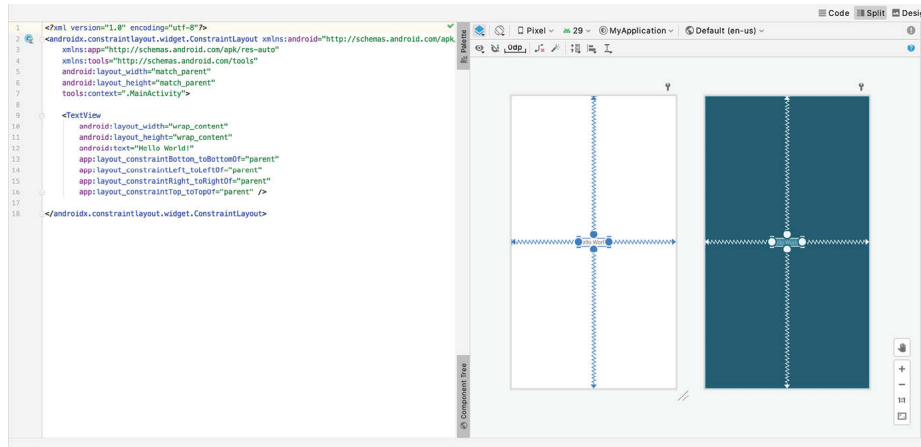 Code Split Desi
Pixel 29 MyApplication Default (en-us)
0dp
Palette
1 <?xml version="1.0" encoding="utf-8"?>
2 <androidx.constraintlayout.widget.ConstraintLayout xmlns:android="http://schemas.android.com/apk
3 xmlns:app="http://schemas.android.com/apk/res-auto"
4 xmlns:tools="http://schemas.android.com/tools"
5 android:layout_width="match_parent"
6 android:layout_height="match_parent"
7 tools:context=".MainActivity">
8
9 <TextView
10 android:layout_width="wrap_content"
11 android:layout_height="wrap_content"
12 android:text="Hello World!"
13 app:layout_constraintBottom_toBottomOf="parent"
14 app:layout_constraintLeft_toLeftOf="parent"
15 app:layout_constraintRight_toRightOf="parent"
16 app:layout_constraintTop_toTopOf="parent" />
17
18 </androidx.constraintlayout.widget.ConstraintLayout>
Component Tree
1:1